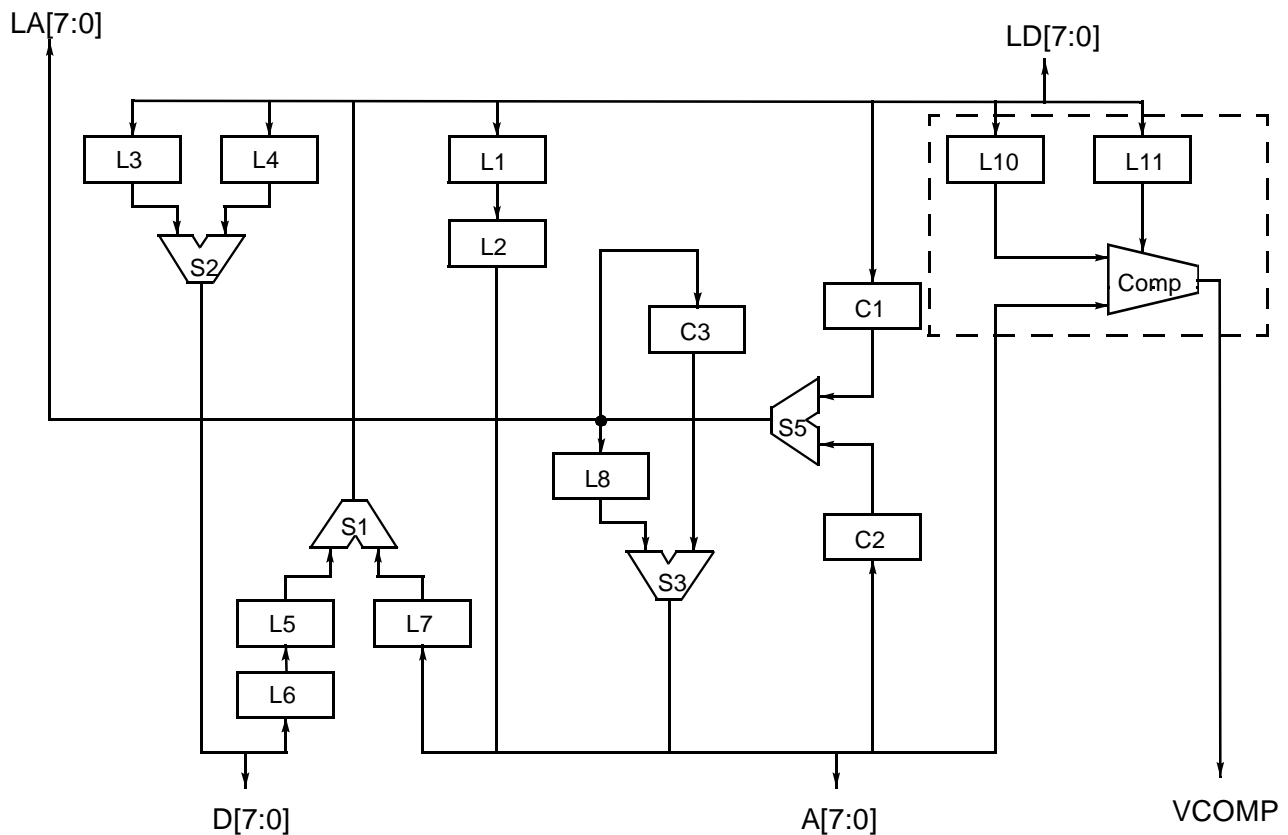 LA[7:0]
LD[7:0]
L3
L4
L1
L10
L11
L2
S2
Comp
C1
C3
S5
L8
S1
C2
S3
L5
L7
L6
D[7:0]
A[7:0]
VCOMP